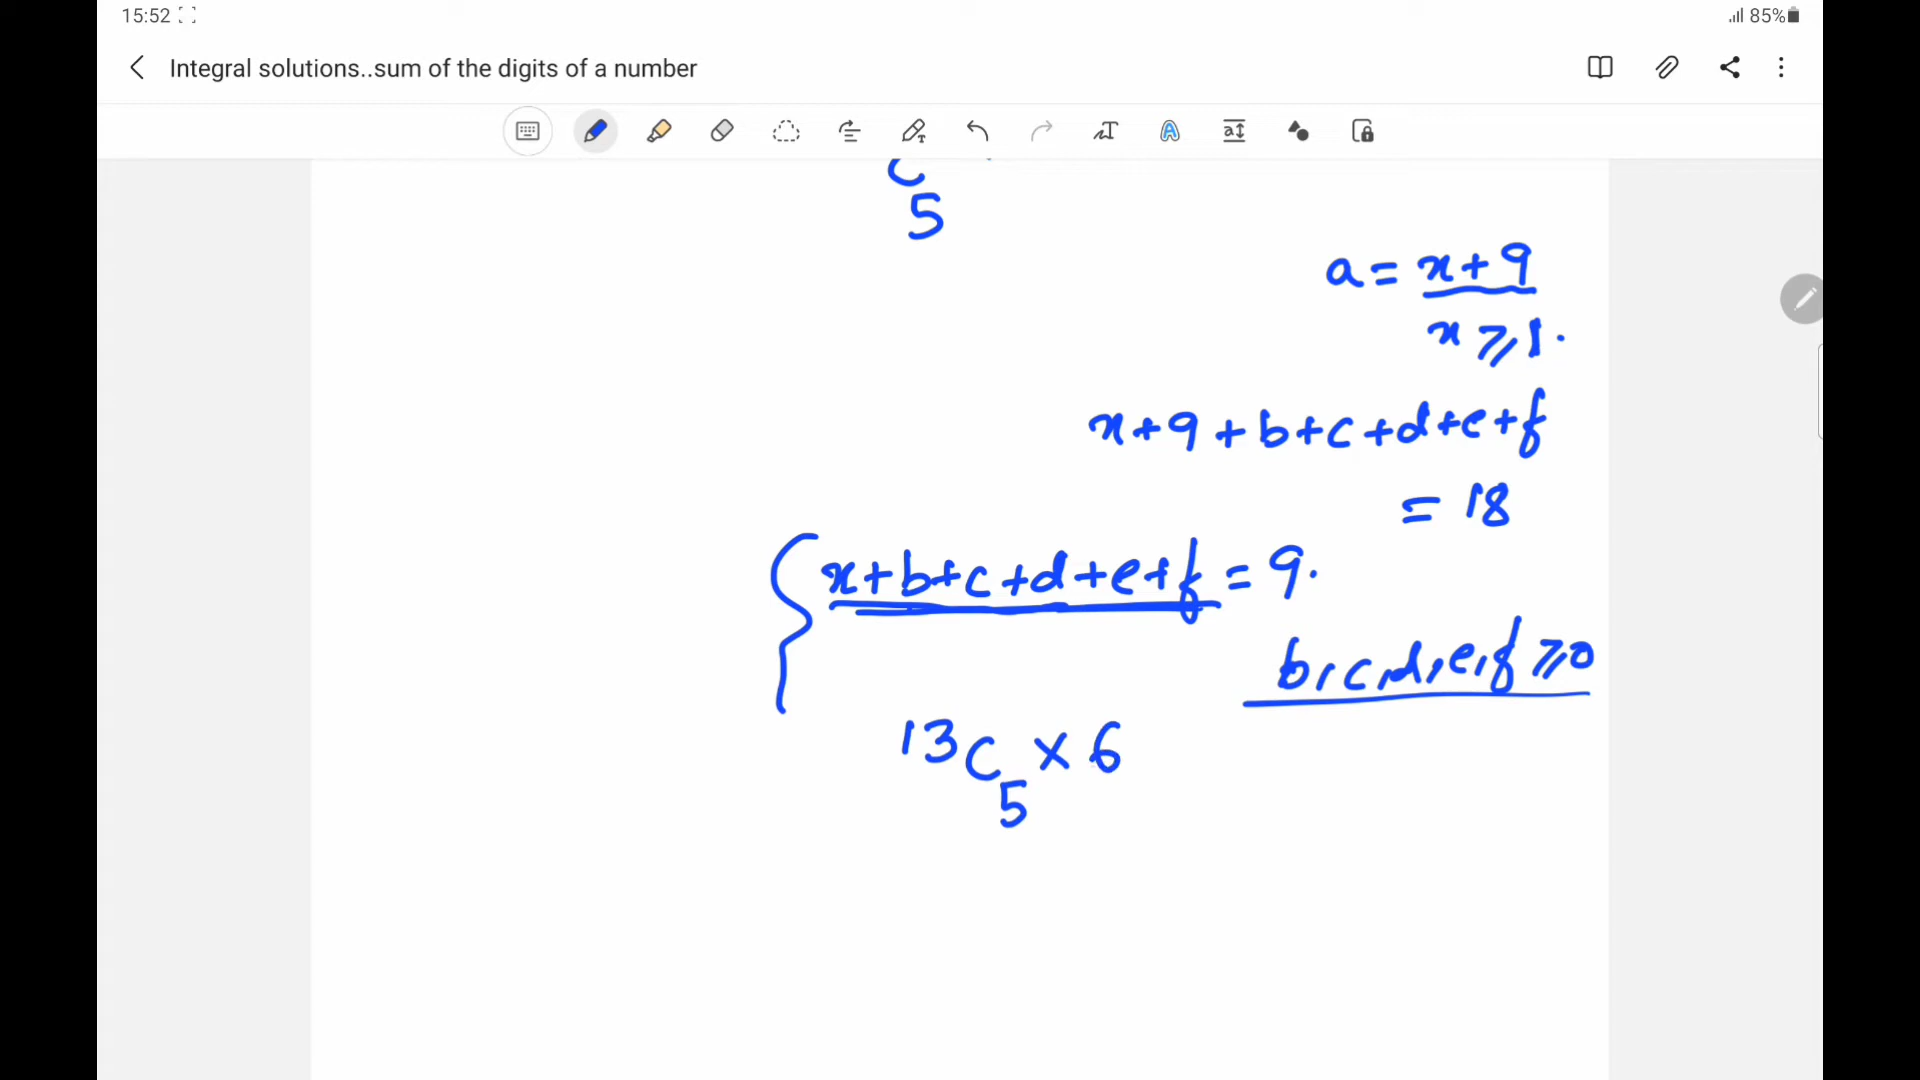 15:52 85%
Integral solutions..sum of the digits of a number
C
5
a = x + 9
x ⩾ 1.
x + 9 + b + c + d + e + f
= 18
x + b + c + d + e + f = 9.
b, c, d, e, f ⩾ 0
¹³C₅ × 6